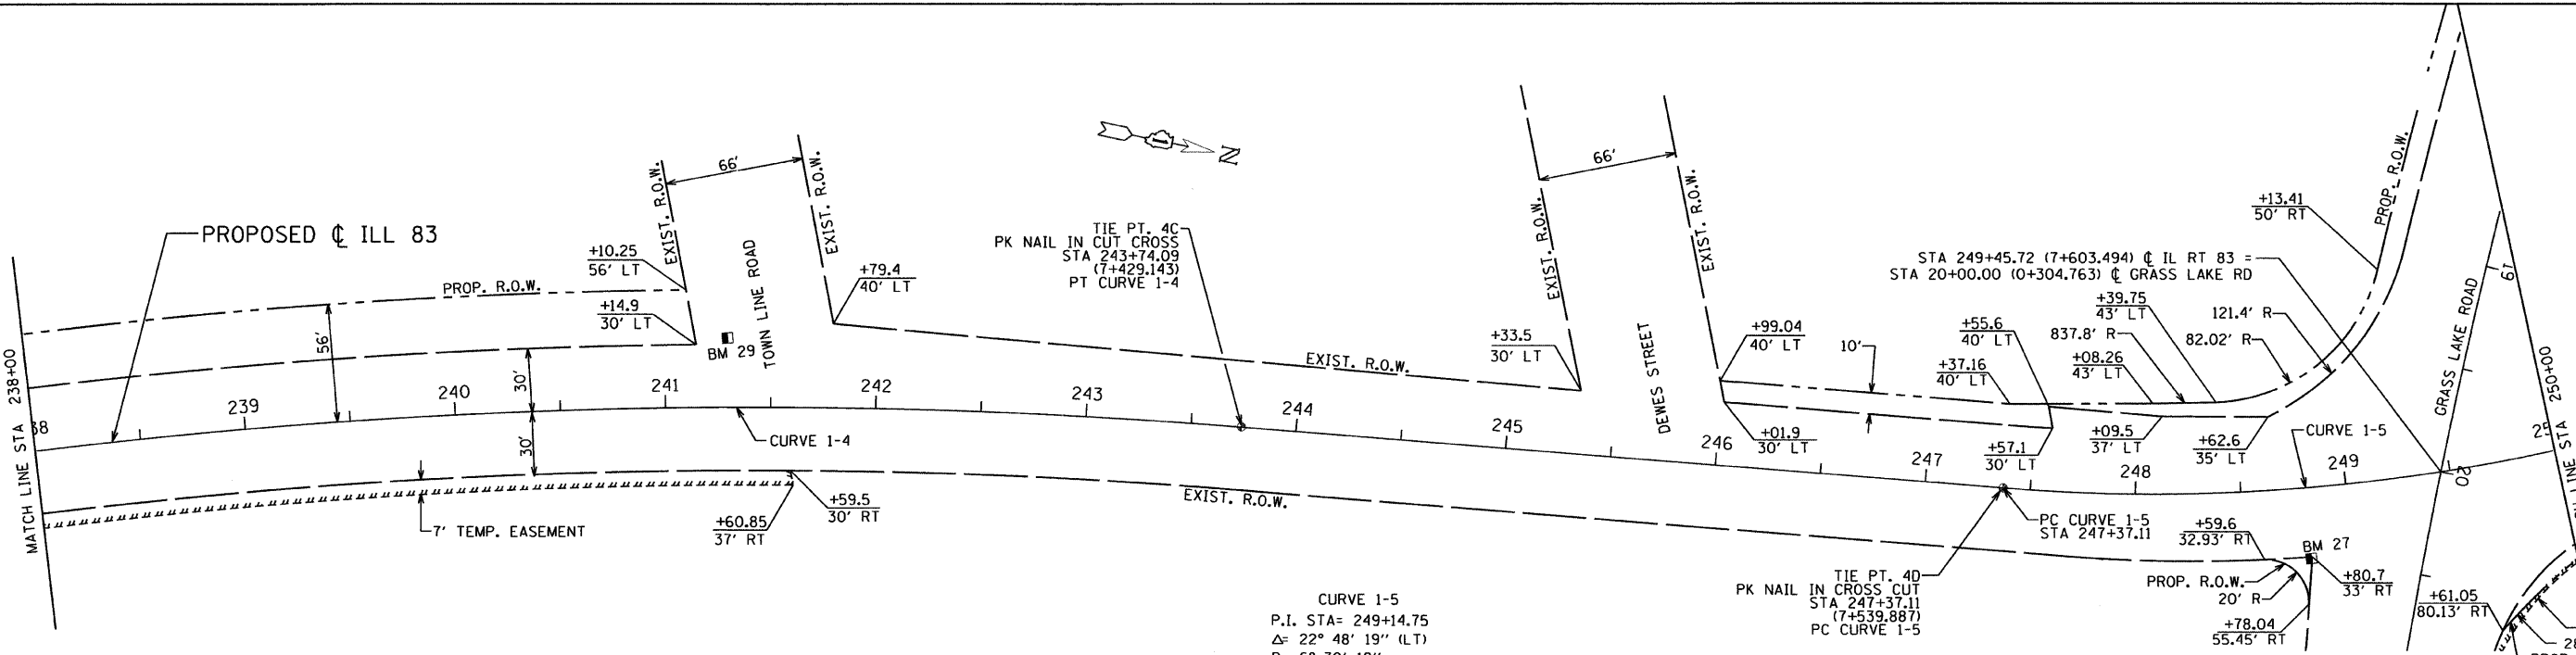 PROPOSED ℄ ILL 83
MATCH LINE STA 238+00
PROP. R.O.W.
56'
30'
30'
7' TEMP. EASEMENT
+10.25
56' LT
+14.9
30' LT
EXIST. R.O.W.
66'
EXIST. R.O.W.
BM 29
TOWN LINE ROAD
+79.4
40' LT
38
239
240
241
242
243
244
245
246
247
248
249
25
CURVE 1-4
+60.85
37' RT
+59.5
30' RT
N
TIE PT. 4C
PK NAIL IN CUT CROSS
STA 243+74.09
(7+429.143)
PT CURVE 1-4
EXIST. R.O.W.
EXIST. R.O.W.
+33.5
30' LT
EXIST. R.O.W.
66'
EXIST. R.O.W.
DEWES STREET
+99.04
40' LT
+01.9
30' LT
10'
+37.16
40' LT
+55.6
40' LT
+57.1
30' LT
STA 249+45.72 (7+603.494) ℄ IL RT 83 =
STA 20+00.00 (0+304.763) ℄ GRASS LAKE RD
+39.75
43' LT
837.8' R
+08.26
43' LT
121.4' R
82.02' R
+09.5
37' LT
+62.6
35' LT
+13.41
50' RT
PROP. R.O.W.
GRASS LAKE ROAD
19
20
250+00
LINE STA
CURVE 1-5
PC CURVE 1-5
STA 247+37.11
TIE PT. 4D
PK NAIL IN CROSS CUT
STA 247+37.11
(7+539.887)
PC CURVE 1-5
+59.6
32.93' RT
BM 27
PROP. R.O.W.
20' R
+80.7
33' RT
+78.04
55.45' RT
+61.05
80.13' RT
CURVE 1-5
P.I. STA= 249+14.75
Δ= 22° 48' 19" (LT)